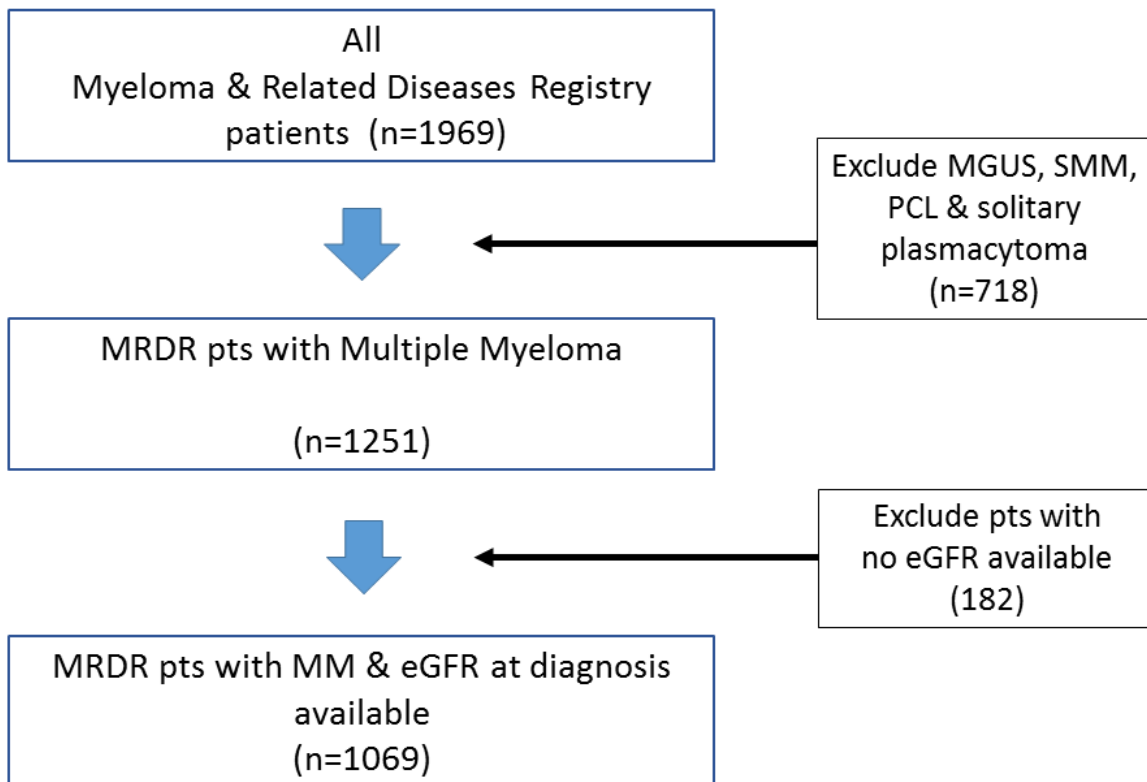 All
Myeloma & Related Diseases Registry
patients (n=1969)
Exclude MGUS, SMM,
PCL & solitary
plasmacytoma
(n=718)
MRDR pts with Multiple Myeloma
(n=1251)
Exclude pts with
no eGFR available
(182)
MRDR pts with MM & eGFR at diagnosis
available
(n=1069)